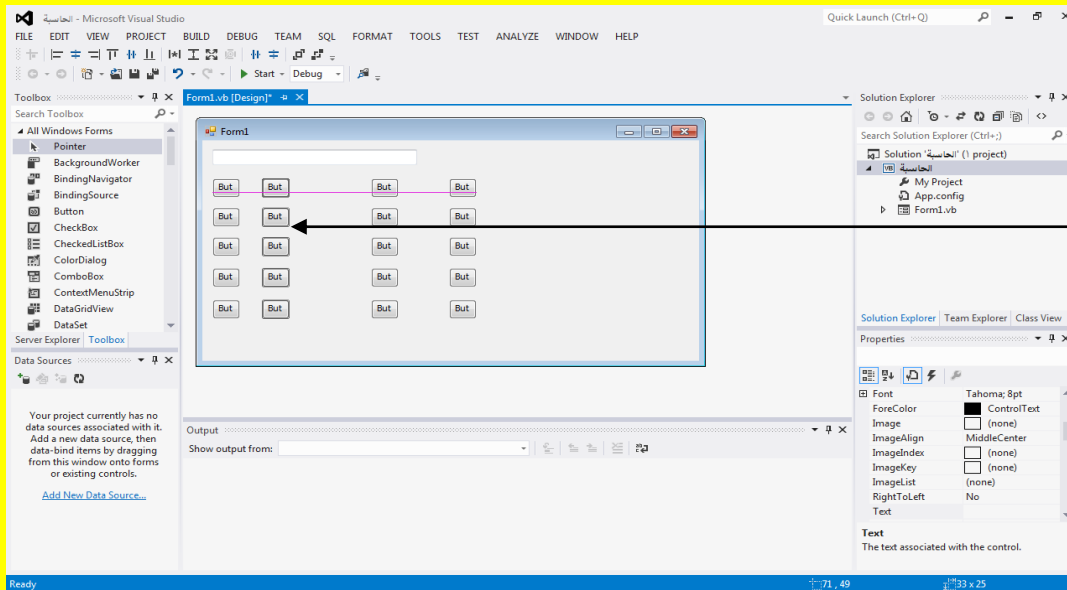 الحاسبة - Microsoft Visual Studio
Quick Launch (Ctrl+Q)
FILE EDIT VIEW PROJECT BUILD DEBUG TEAM SQL FORMAT TOOLS TEST ANALYZE WINDOW HELP
Start Debug
Toolbox
Search Toolbox
All Windows Forms
Pointer
BackgroundWorker
BindingNavigator
BindingSource
Button
CheckBox
CheckedListBox
ColorDialog
ComboBox
ContextMenuStrip
DataGridView
DataSet
Server Explorer Toolbox
Data Sources
Your project currently has no
data sources associated with it.
Add a new data source, then
data-bind items by dragging
from this window onto forms
or existing controls.
Add New Data Source...
Form1.vb [Design]*
Form1
But But But But
But But But But
But But But But
But But But But
But But But But
Output
Show output from:
Solution Explorer
Search Solution Explorer (Ctrl+;)
Solution 'الحاسبة' (١ project)
VB الحاسبة
My Project
App.config
Form1.vb
Solution Explorer Team Explorer Class View
Properties
Font Tahoma; 8pt
ForeColor ControlText
Image (none)
ImageAlign MiddleCenter
ImageIndex (none)
ImageKey (none)
ImageList (none)
RightToLeft No
Text
Text
The text associated with the control.
Ready 71 , 49 33 x 25